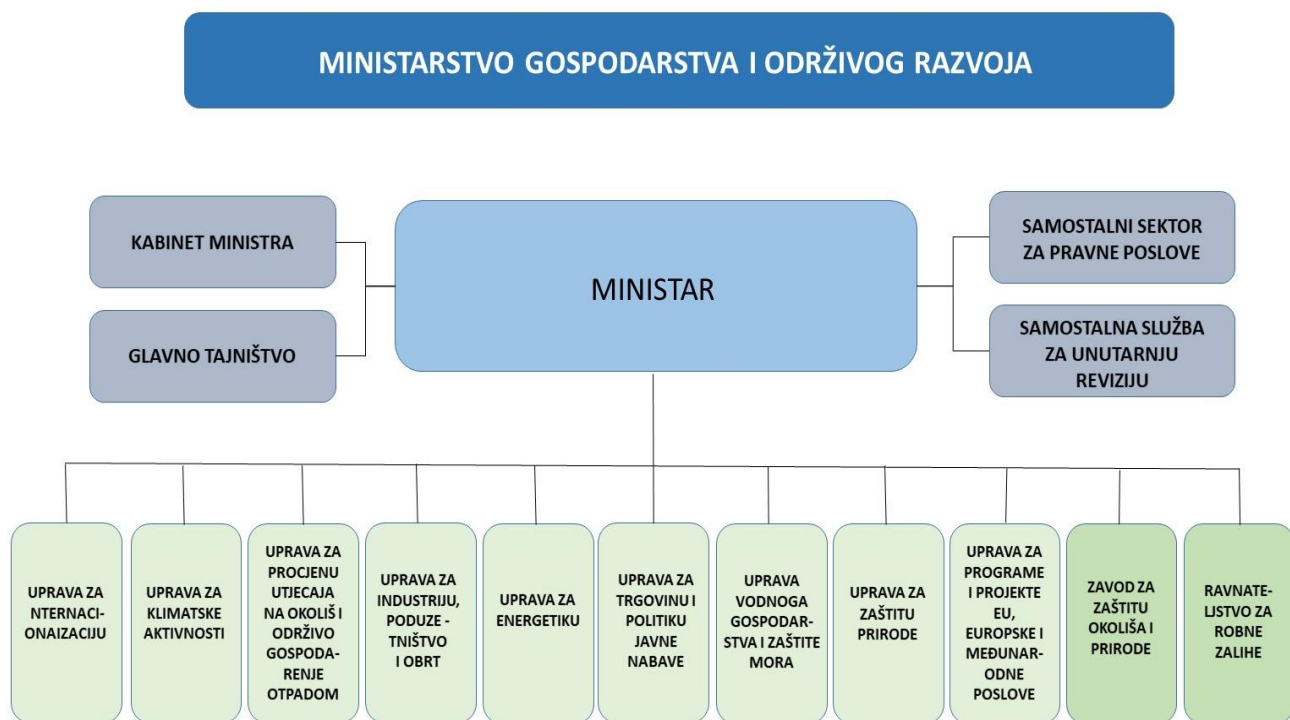 MINISTARSTVO GOSPODARSTVA I ODRŽIVOG RAZVOJA
KABINET MINISTRA
GLAVNO TAJNIŠTVO
MINISTAR
SAMOSTALNI SEKTOR
ZA PRAVNE POSLOVE
SAMOSTALNA SLUŽBA
ZA UNUTARNJU
REVIZIJU
UPRAVA ZA
NTERNACI-
ONAIZACIJU
UPRAVA ZA
KLIMATSKE
AKTIVNOSTI
UPRAVA ZA
PROCJENU
UTJECAJA
NA OKOLIŠ I
ODRŽIVO
GOSPODA-
RENJE
OTPADOM
UPRAVA ZA
INDUSTRIJU,
PODUZE -
TNIŠTVO
I OBRT
UPRAVA ZA
ENERGETIKU
UPRAVA ZA
TRGOVINU I
POLITIKU
JAVNE
NABAVE
UPRAVA
VODNOGA
GOSPODAR-
STVA I ZAŠTITE
MORA
UPRAVA ZA
ZAŠTITU
PRIRODE
UPRAVA ZA
PROGRAME
I PROJEKTE
EU,
EUROPSKE I
MEĐUNAR-
ODNE
POSLOVE
ZAVOD ZA
ZAŠTITU
OKOLIŠA I
PRIRODE
RAVNATE-
LJSTVO ZA
ROBNE
ZALIHE